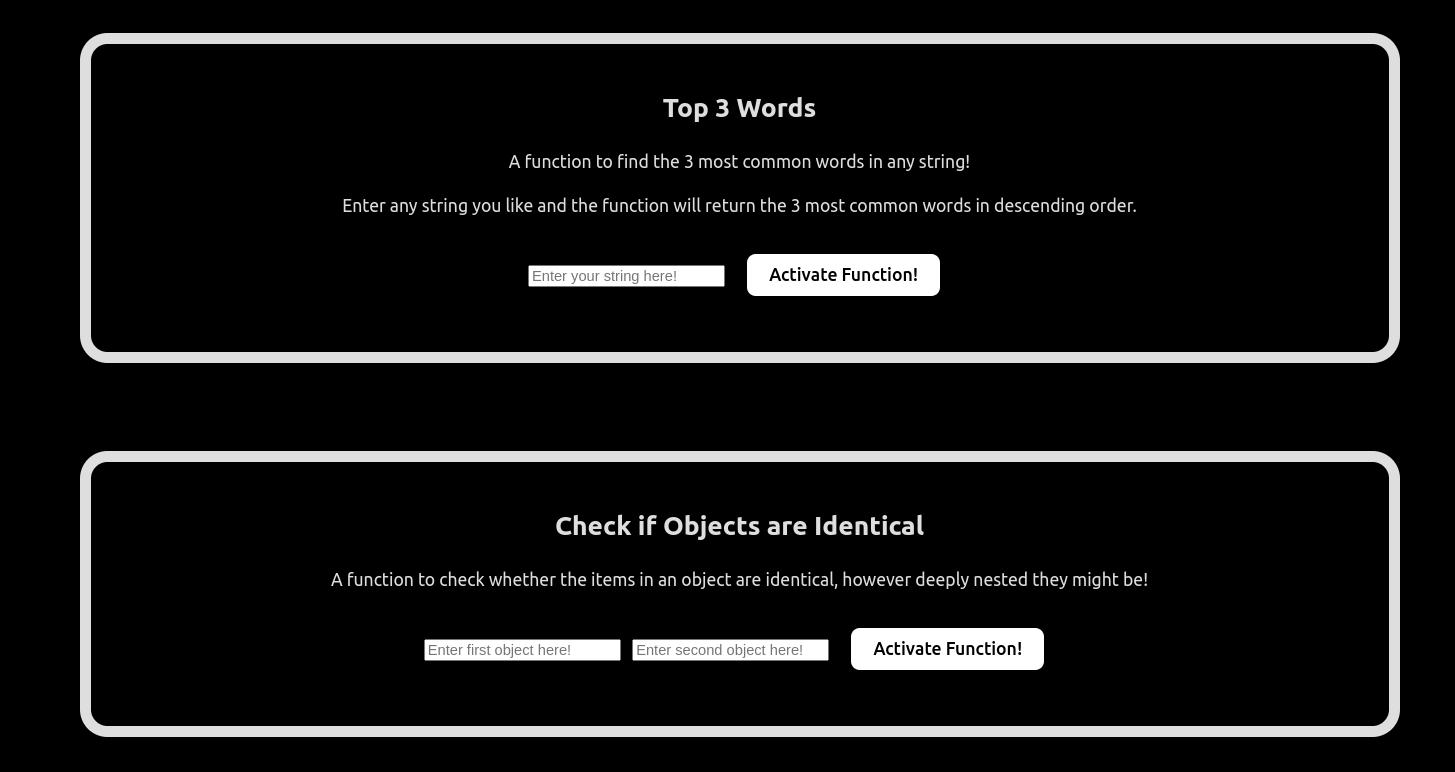 Top 3 Words
A function to find the 3 most common words in any string!
Enter any string you like and the function will return the 3 most common words in descending order.
Enter your string here! Activate Function!
Check if Objects are Identical
A function to check whether the items in an object are identical, however deeply nested they might be!
Enter first object here! Enter second object here! Activate Function!